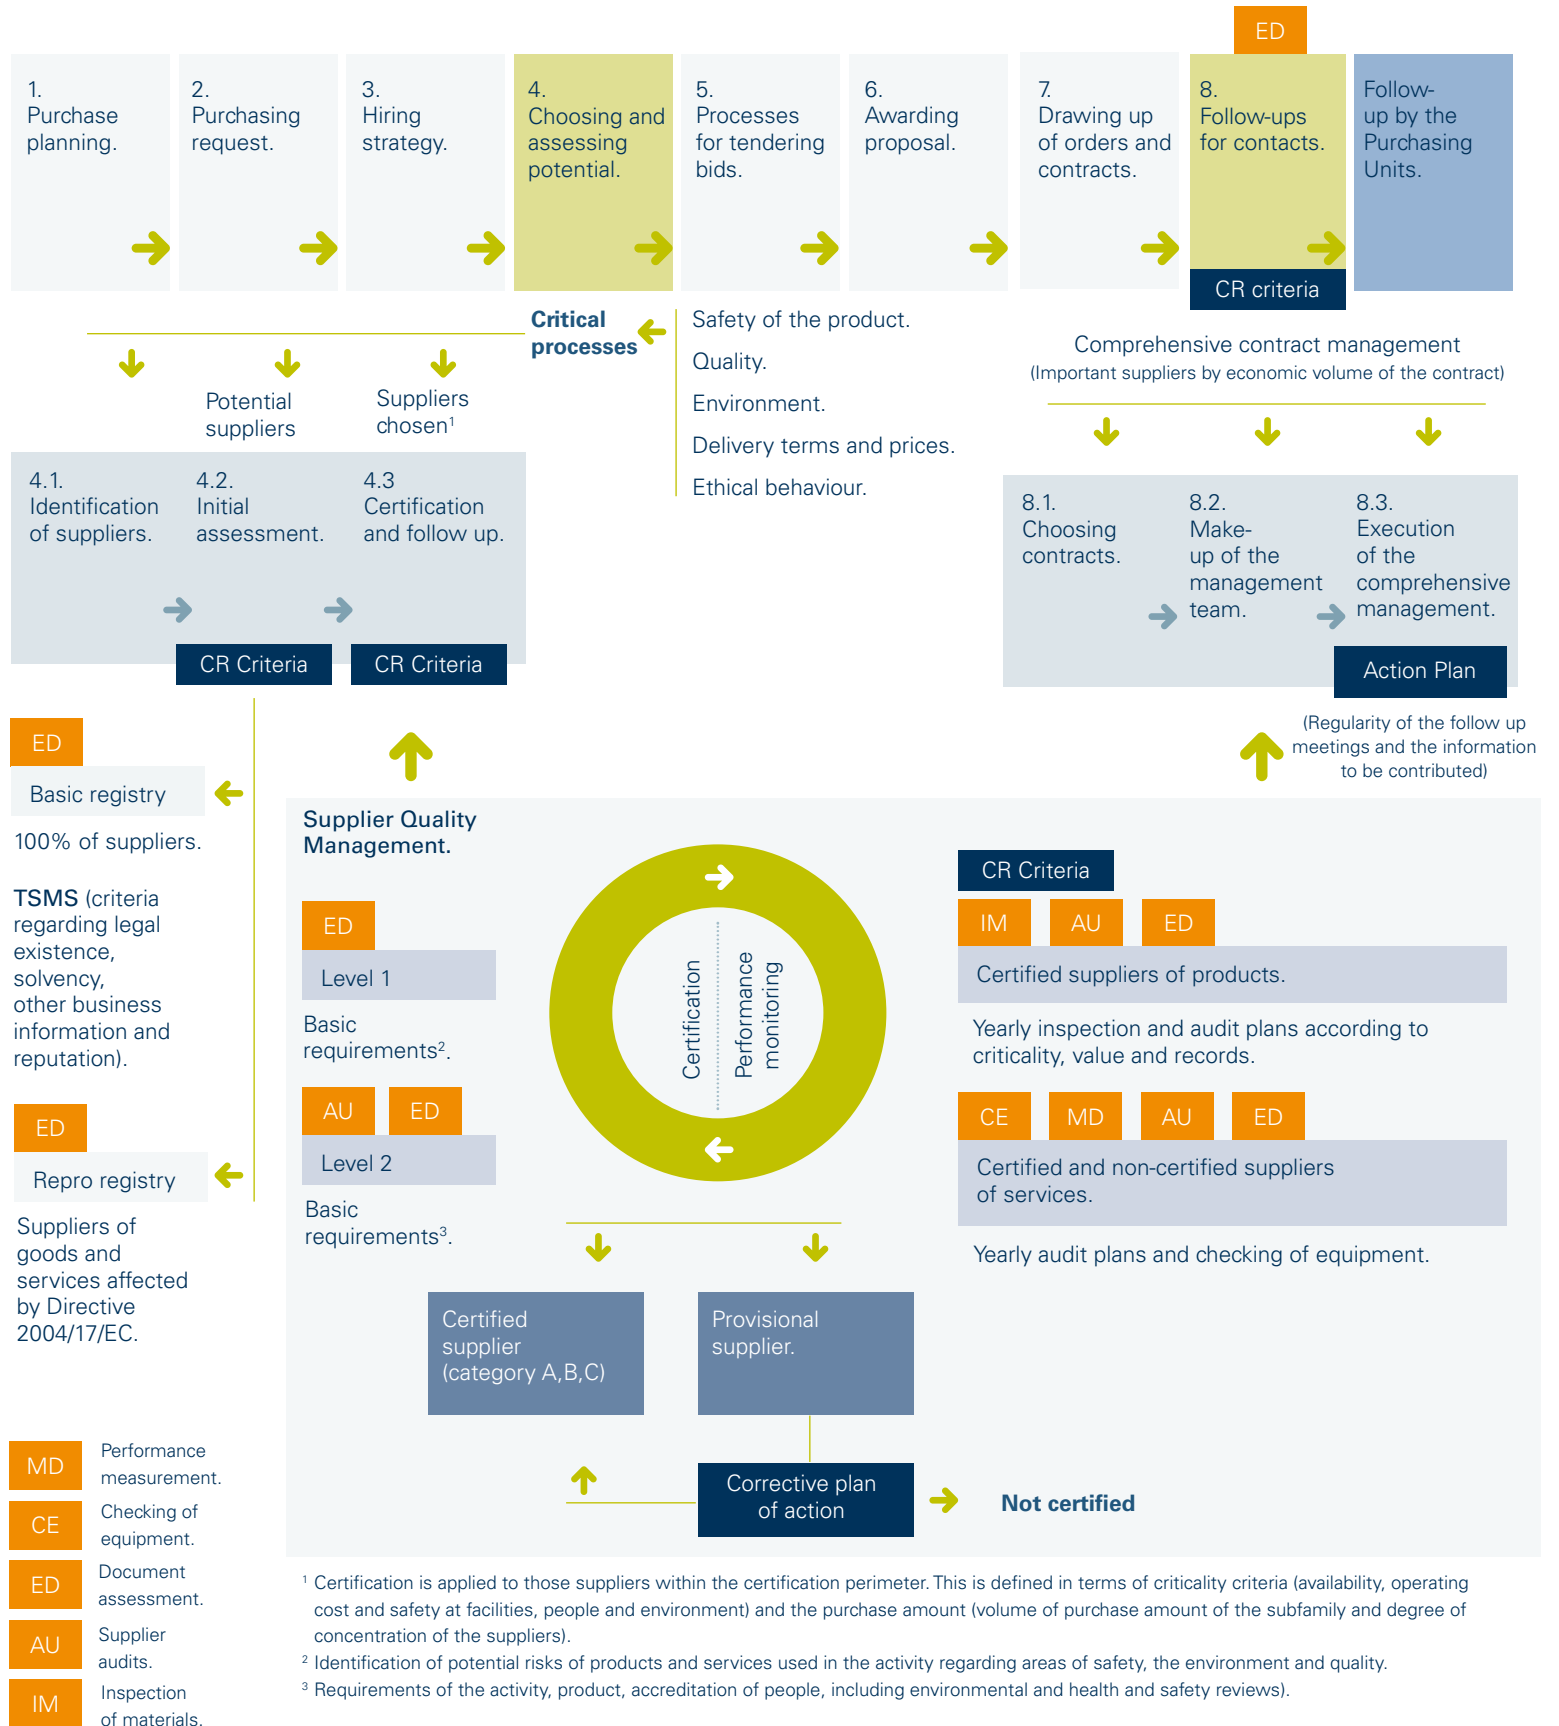 ED
1.
Purchase
planning.
2.
Purchasing
request.
3.
Hiring
strategy.
4.
Choosing and
assessing
potential.
5.
Processes
for tendering
bids.
6.
Awarding
proposal.
7.
Drawing up
of orders and
contracts.
8.
Follow-ups
for contacts.
Follow-
up by the
Purchasing
Units.
CR criteria
Critical
processes
Safety of the product.
Quality.
Environment.
Delivery terms and prices.
Ethical behaviour.
Comprehensive contract management
(Important suppliers by economic volume of the contract)
Potential
suppliers
Suppliers
chosen¹
4.1.
Identification
of suppliers.
4.2.
Initial
assessment.
4.3
Certification
and follow up.
CR Criteria
CR Criteria
8.1.
Choosing
contracts.
8.2.
Make-
up of the
management
team.
8.3.
Execution
of the
comprehensive
management.
Action Plan
(Regularity of the follow up
meetings and the information
to be contributed)
ED
Basic registry
100% of suppliers.
TSMS (criteria
regarding legal
existence,
solvency,
other business
information and
reputation).
ED
Repro registry
Suppliers of
goods and
services affected
by Directive
2004/17/EC.
Supplier Quality
Management.
ED
Level 1
Basic
requirements².
AU ED
Level 2
Basic
requirements³.
Certification
Performance
monitoring
CR Criteria
IM AU ED
Certified suppliers of products.
Yearly inspection and audit plans according to
criticality, value and records.
CE MD AU ED
Certified and non-certified suppliers
of services.
Yearly audit plans and checking of equipment.
Certified
supplier
(category A,B,C)
Provisional
supplier.
Corrective plan
of action
Not certified
MD
Performance
measurement.
CE
Checking of
equipment.
ED
Document
assessment.
AU
Supplier
audits.
IM
Inspection
of materials.
¹ Certification is applied to those suppliers within the certification perimeter. This is defined in terms of criticality criteria (availability, operating
cost and safety at facilities, people and environment) and the purchase amount (volume of purchase amount of the subfamily and degree of
concentration of the suppliers).
² Identification of potential risks of products and services used in the activity regarding areas of safety, the environment and quality.
³ Requirements of the activity, product, accreditation of people, including environmental and health and safety reviews).